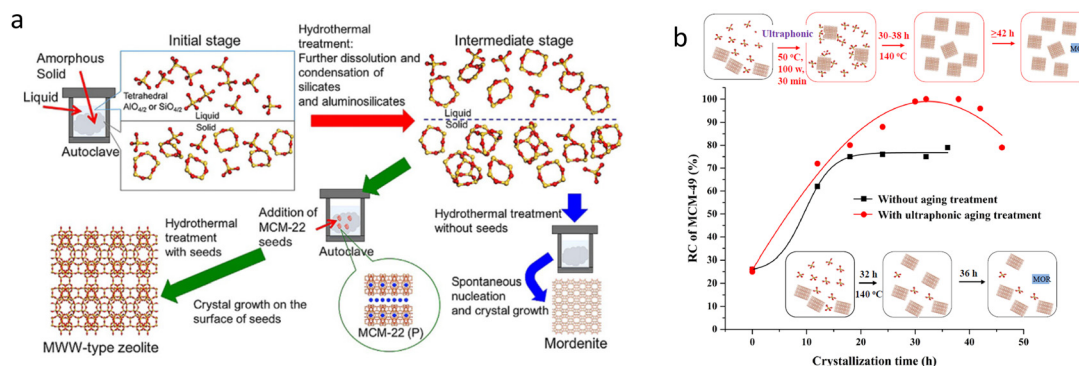 a
Initial stage
Amorphous
Solid
Liquid
Tetrahedral
AlO4/2 or SiO4/2
Liquid
Solid
Autoclave
Hydrothermal
treatment:
Further dissolution and
condensation of
silicates
and aluminosilicates
Intermediate stage
Liquid
Solid
Addition of
MCM-22
seeds
Autoclave
Hydrothermal
treatment
with seeds
Crystal growth on the
surface of seeds
MWW-type zeolite
MCM-22 (P)
Hydrothermal treatment
without seeds
Spontaneous
nucleation
and crystal growth
Mordenite
b
Ultraphonic
50 °C,
100 w,
30 min
30-38 h
140 °C
≥42 h
RC of MCM-49 (%)
100
90
80
70
60
50
40
30
20
10
0
Without aging treatment
With ultraphonic aging treatment
32 h
140 °C
36 h
MOR
0 10 20 30 40 50
Crystallization time (h)